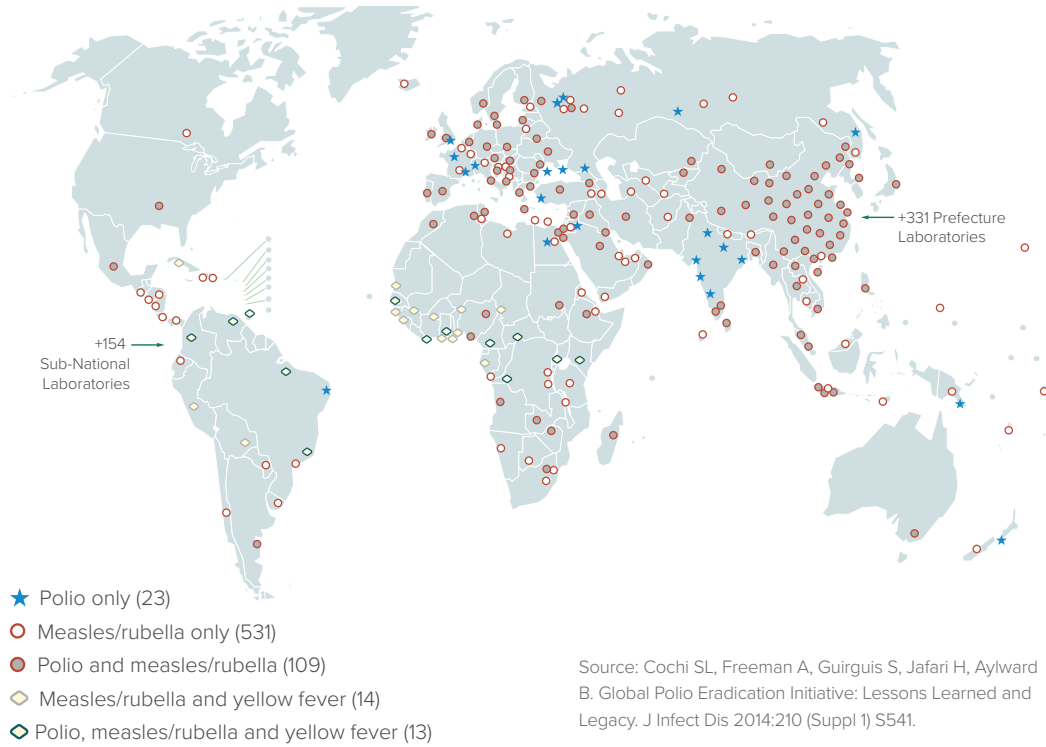 +331 Prefecture
Laboratories
+154
Sub-National
Laboratories
Polio only (23)
Measles/rubella only (531)
Polio and measles/rubella (109)
Measles/rubella and yellow fever (14)
Polio, measles/rubella and yellow fever (13)
Source: Cochi SL, Freeman A, Guirguis S, Jafari H, Aylward
B. Global Polio Eradication Initiative: Lessons Learned and
Legacy. J Infect Dis 2014:210 (Suppl 1) S541.